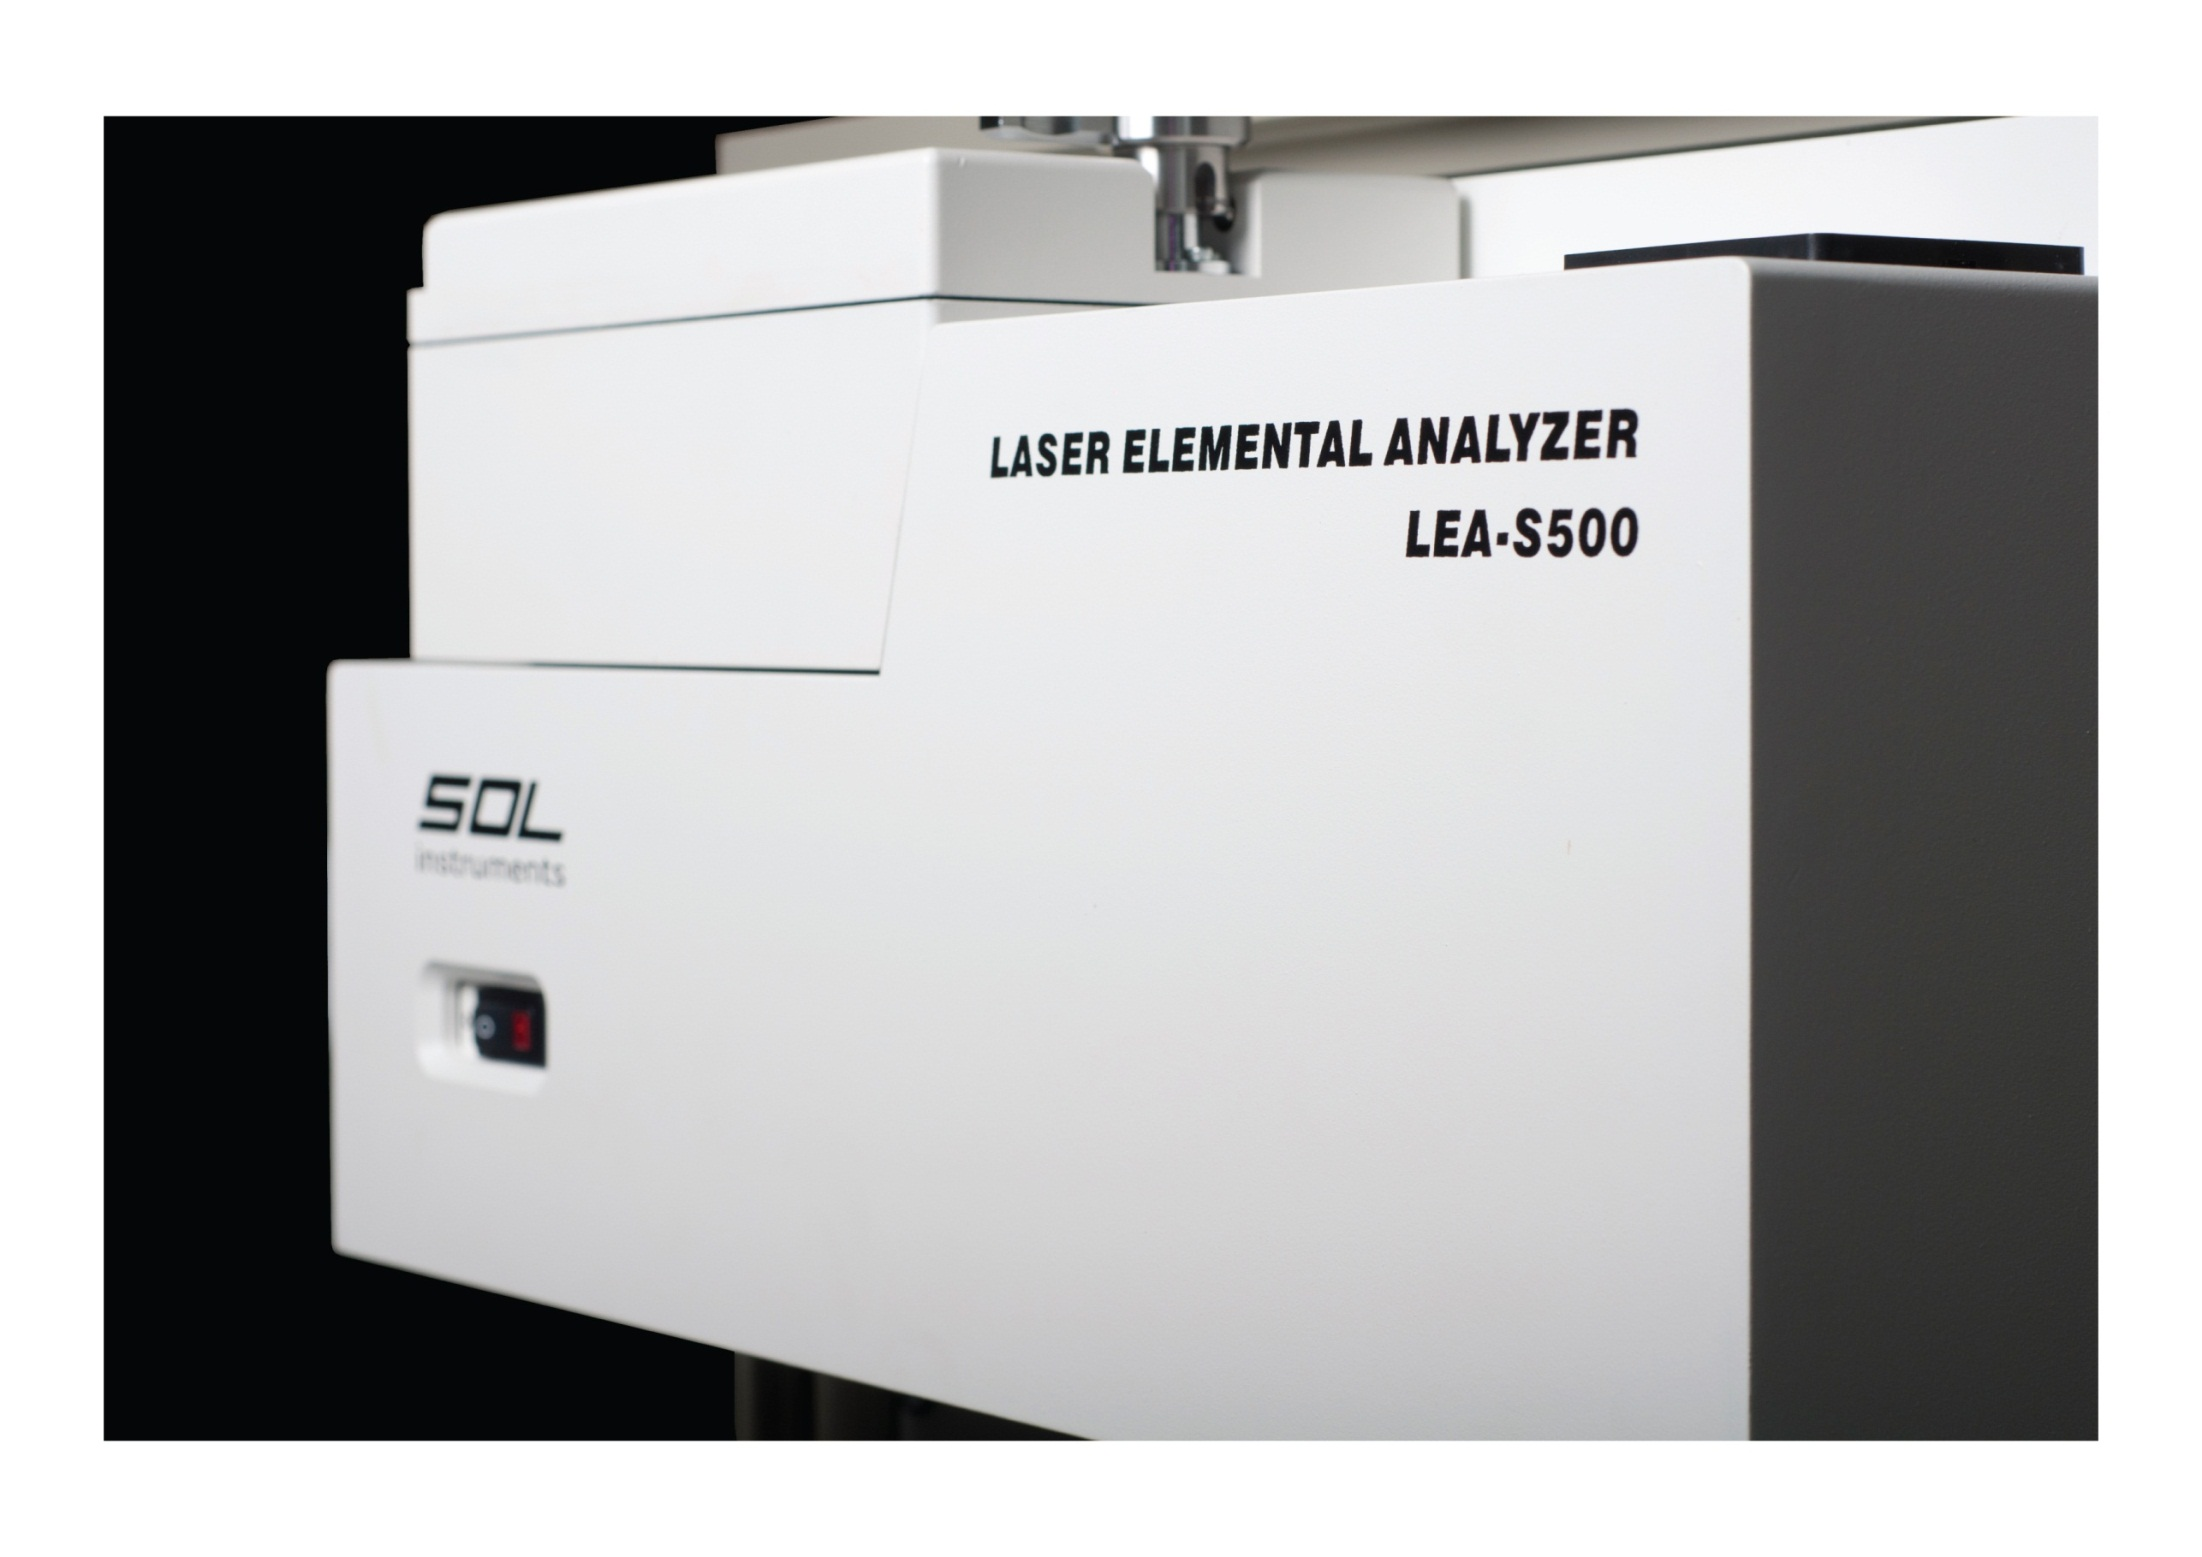 LASER ELEMENTAL ANALYZER
LEA-S500
SOL
instruments